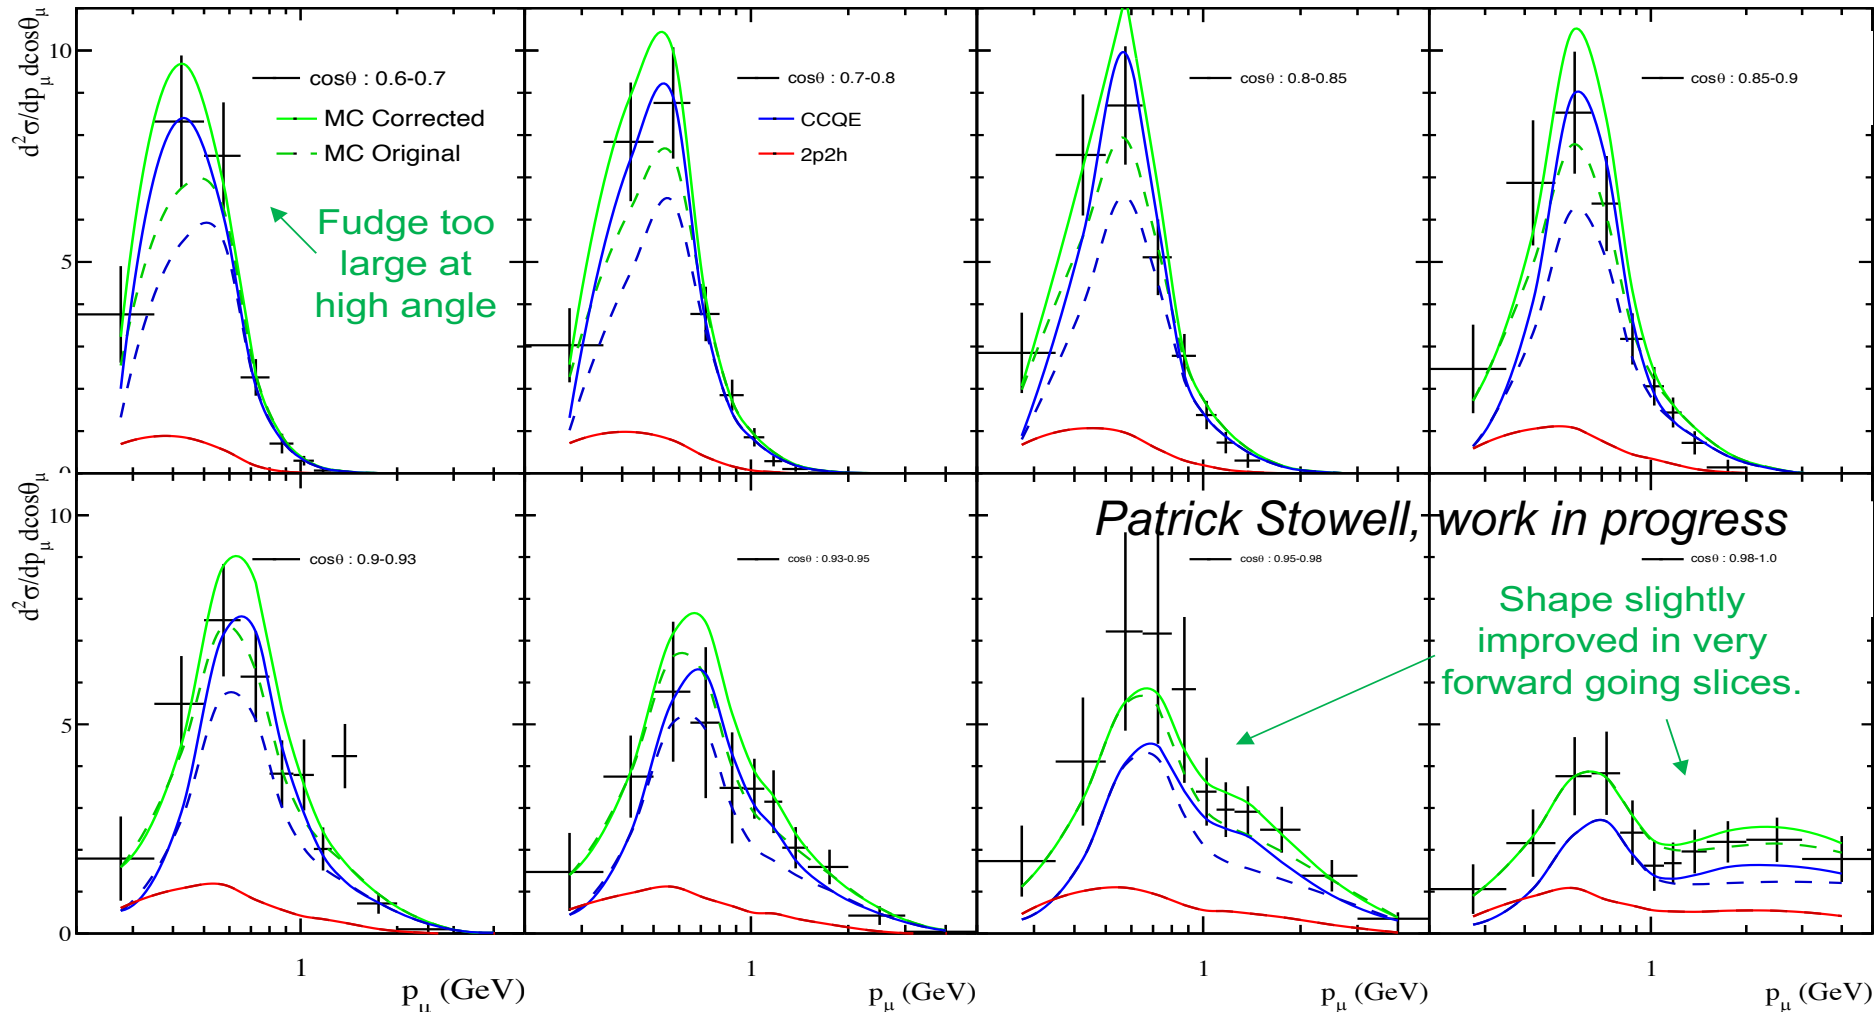 d²σ/dp_μ dcosθ_μ
10
5
0
cosθ : 0.6-0.7
MC Corrected
MC Original
Fudge too
large at
high angle
cosθ : 0.7-0.8
CCQE
2p2h
cosθ : 0.8-0.85
cosθ : 0.85-0.9
d²σ/dp_μ dcosθ_μ
10
5
0
cosθ : 0.9-0.93
cosθ : 0.93-0.95
Patrick Stowell, work in progress
cosθ : 0.95-0.98
cosθ : 0.98-1.0
Shape slightly
improved in very
forward going slices.
1
1
1
1
p_μ (GeV)
p_μ (GeV)
p_μ (GeV)
p_μ (GeV)